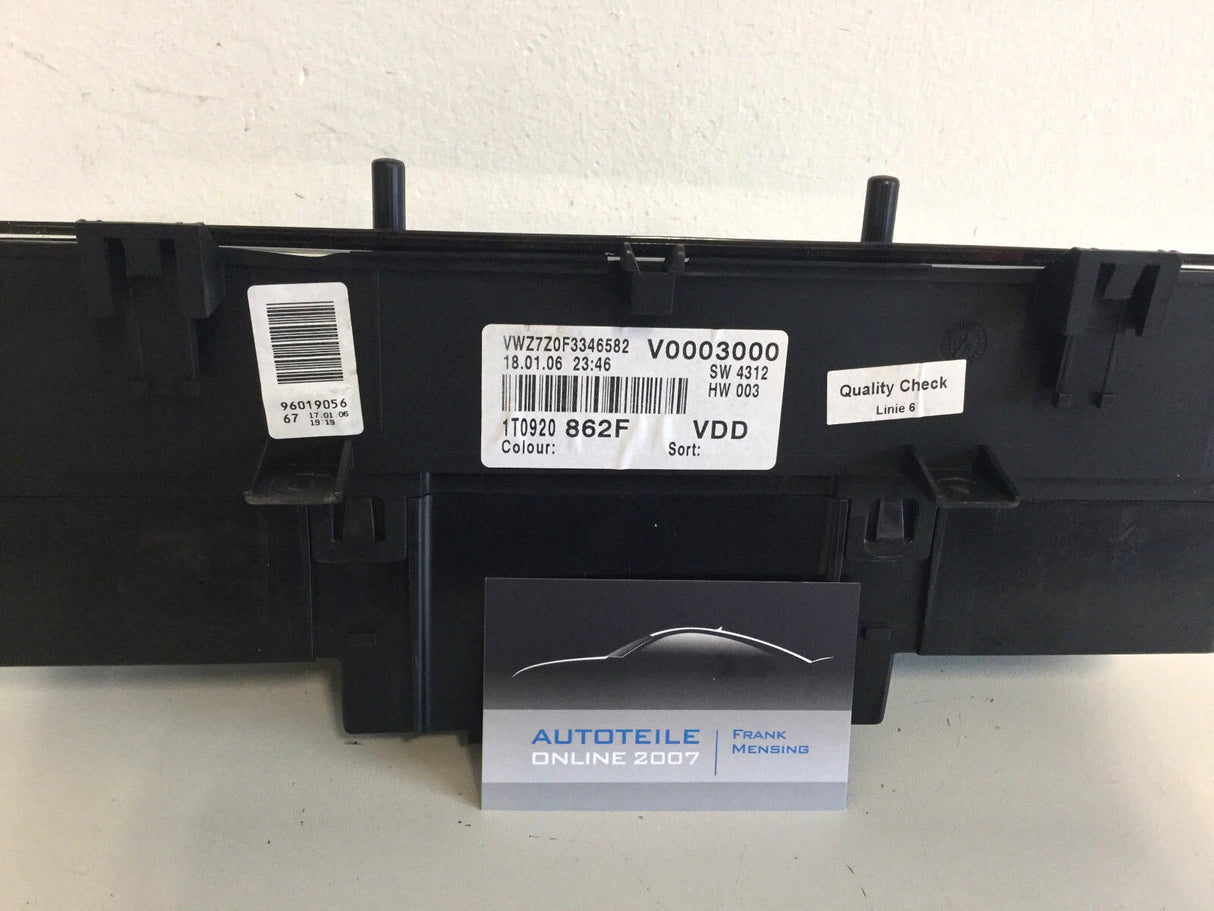 96019056
67 17.01.06
19:19
VWZ7Z0F3346582 V0003000
18.01.06 23:46 SW 4312
HW 003
1T0920 862F VDD
Colour: Sort:
Quality Check
Linie 6
AUTOTEILE
ONLINE 2007
FRANK
MENSING